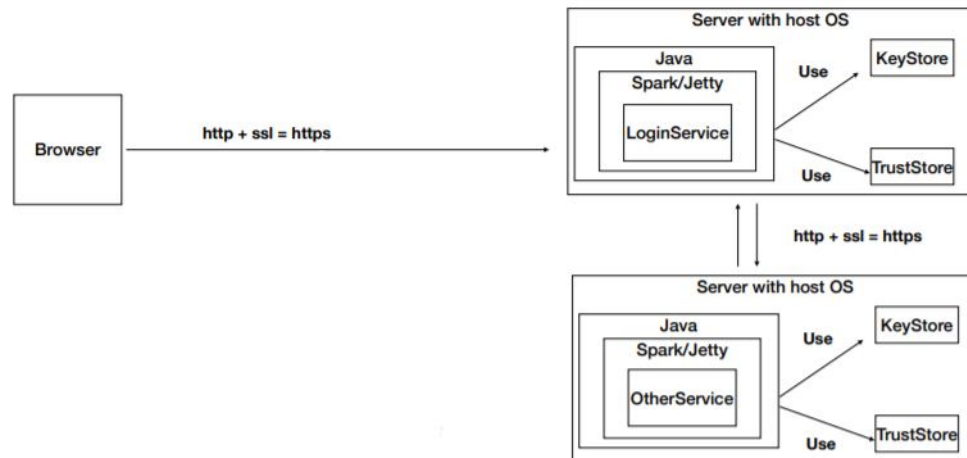 Server with host OS
Java
KeyStore
Use
Spark/Jetty
http + ssl = https
LoginService
Browser
Use
TrustStore
http + ssl = https
Server with host OS
Java
KeyStore
Use
Spark/Jetty
OtherService
TrustStore
Use